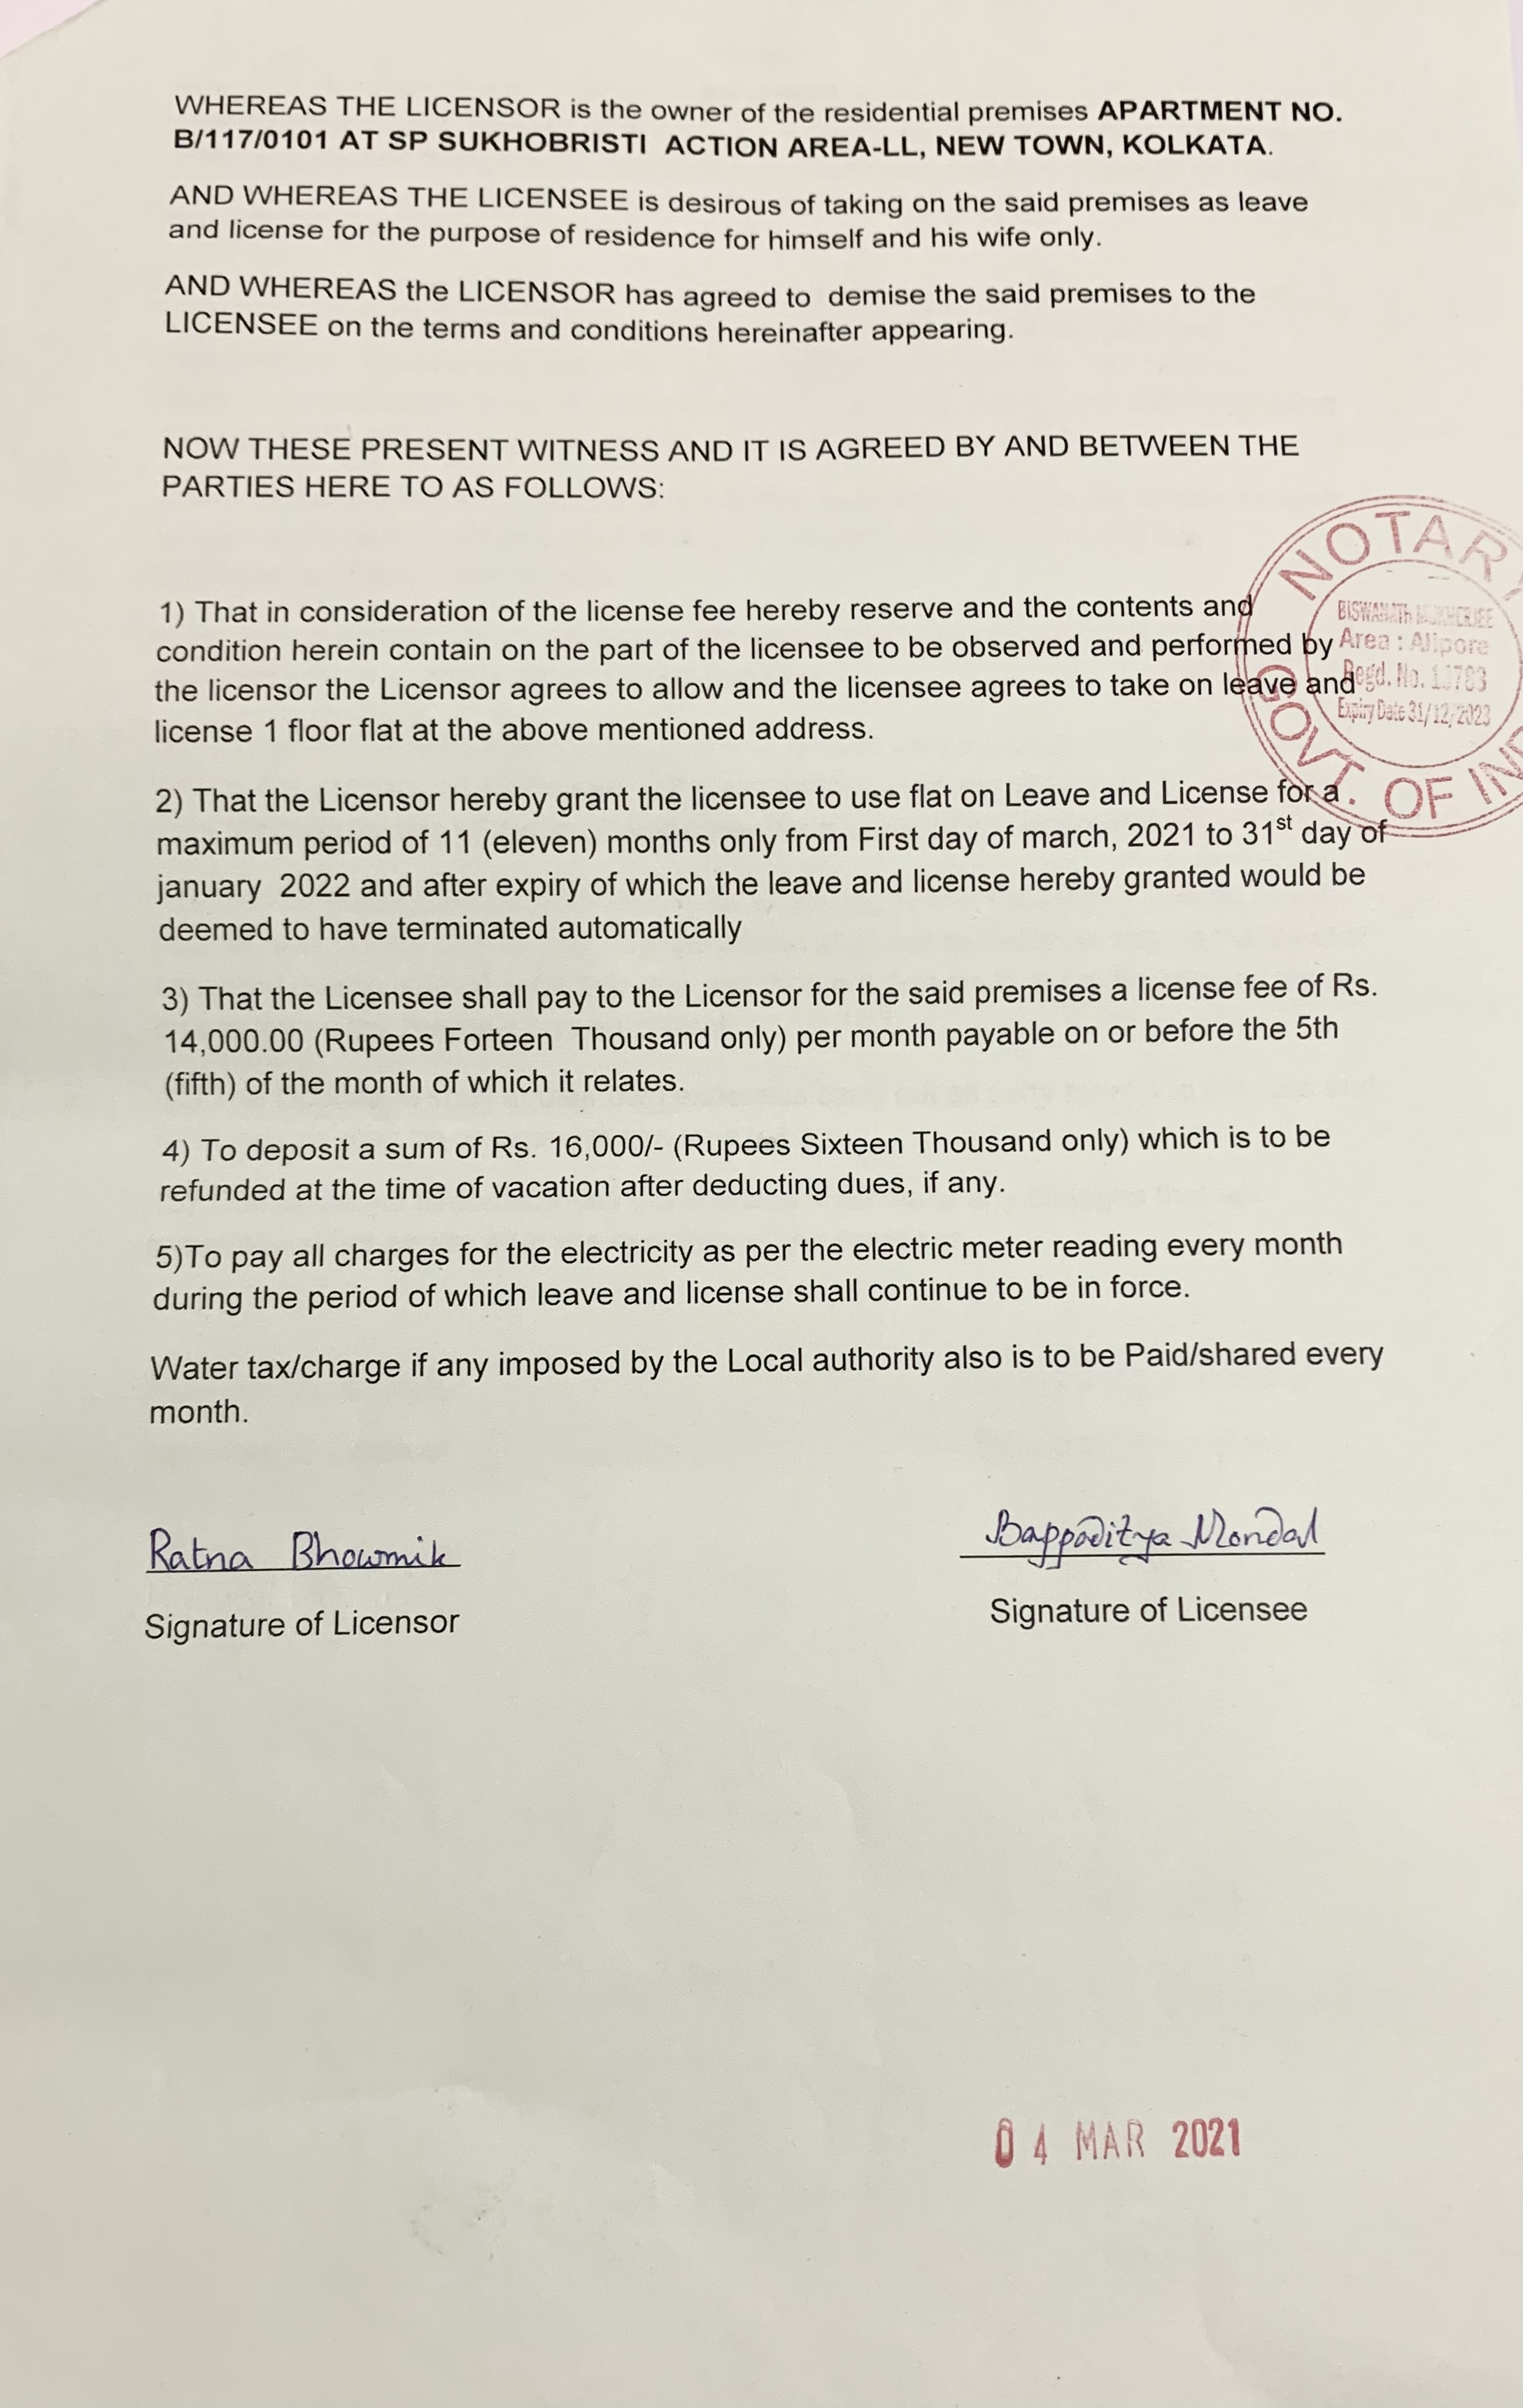 WHEREAS THE LICENSOR is the owner of the residential premises APARTMENT NO.
B/117/0101 AT SP SUKHOBRISTI ACTION AREA-LL, NEW TOWN, KOLKATA.
AND WHEREAS THE LICENSEE is desirous of taking on the said premises as leave
and license for the purpose of residence for himself and his wife only.
AND WHEREAS the LICENSOR has agreed to demise the said premises to the
LICENSEE on the terms and conditions hereinafter appearing.
NOW THESE PRESENT WITNESS AND IT IS AGREED BY AND BETWEEN THE
PARTIES HERE TO AS FOLLOWS:
1) That in consideration of the license fee hereby reserve and the contents and
condition herein contain on the part of the licensee to be observed and performed by
the licensor the Licensor agrees to allow and the licensee agrees to take on leave and
license 1 floor flat at the above mentioned address.
NOTAR
BISWANATh MUKHERJEE
Area : Alipore
Regd. No.
Expiry Date 31/12/2023
GOVT. OF IND
2) That the Licensor hereby grant the licensee to use flat on Leave and License for a
maximum period of 11 (eleven) months only from First day of march, 2021 to 31st day of
january 2022 and after expiry of which the leave and license hereby granted would be
deemed to have terminated automatically
3) That the Licensee shall pay to the Licensor for the said premises a license fee of Rs.
14,000.00 (Rupees Forteen Thousand only) per month payable on or before the 5th
(fifth) of the month of which it relates.
4) To deposit a sum of Rs. 16,000/- (Rupees Sixteen Thousand only) which is to be
refunded at the time of vacation after deducting dues, if any.
5)To pay all charges for the electricity as per the electric meter reading every month
during the period of which leave and license shall continue to be in force.
Water tax/charge if any imposed by the Local authority also is to be Paid/shared every
month.
Ratna Bhowmik
Signature of Licensor
Bappaditya Mondal
Signature of Licensee
04 MAR 2021